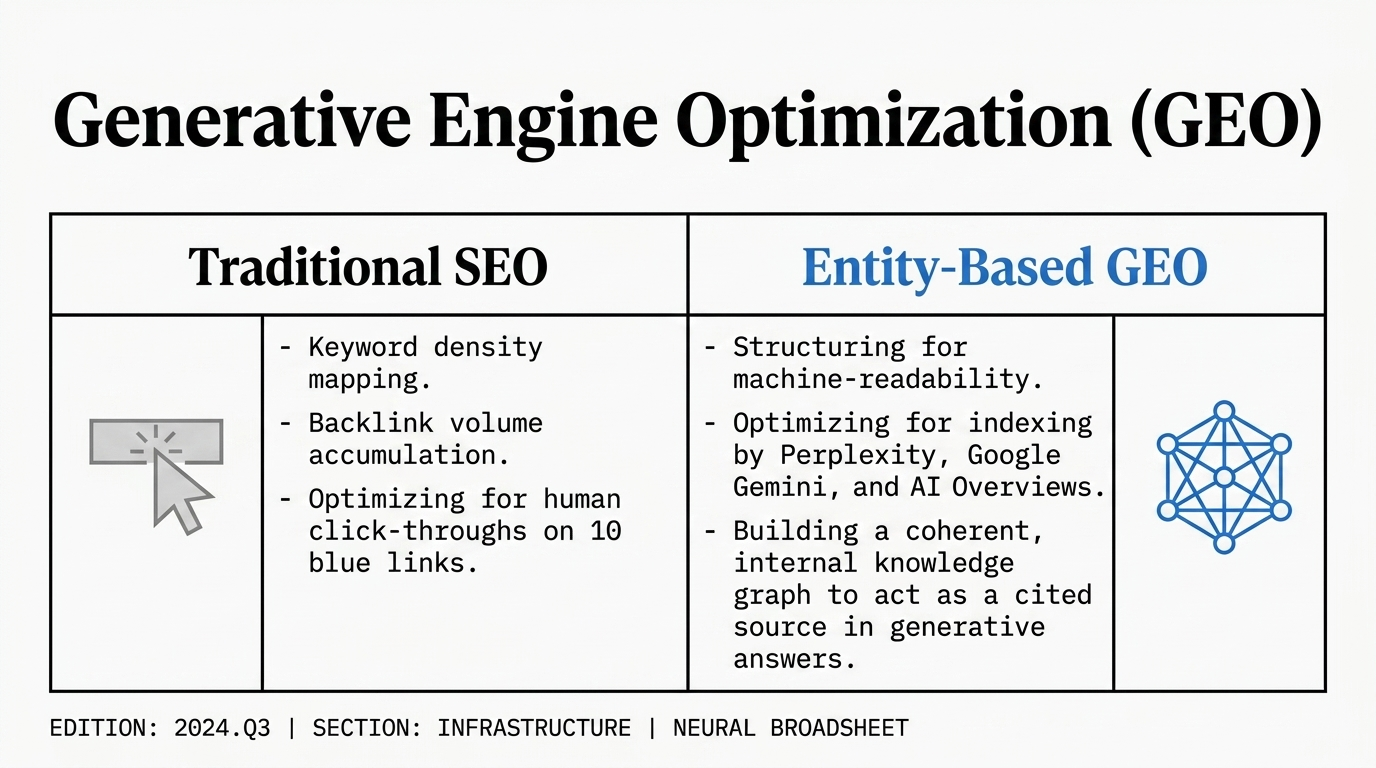 Generative Engine Optimization (GEO)
Traditional SEO
- Keyword density
mapping.
- Backlink volume
accumulation.
- Optimizing for human
click-throughs on 10
blue links.
Entity-Based GEO
- Structuring for
machine-readability.
- Optimizing for indexing
by Perplexity, Google
Gemini, and AI Overviews.
- Building a coherent,
internal knowledge
graph to act as a cited
source in generative
answers.
EDITION: 2024.Q3 | SECTION: INFRASTRUCTURE | NEURAL BROADSHEET